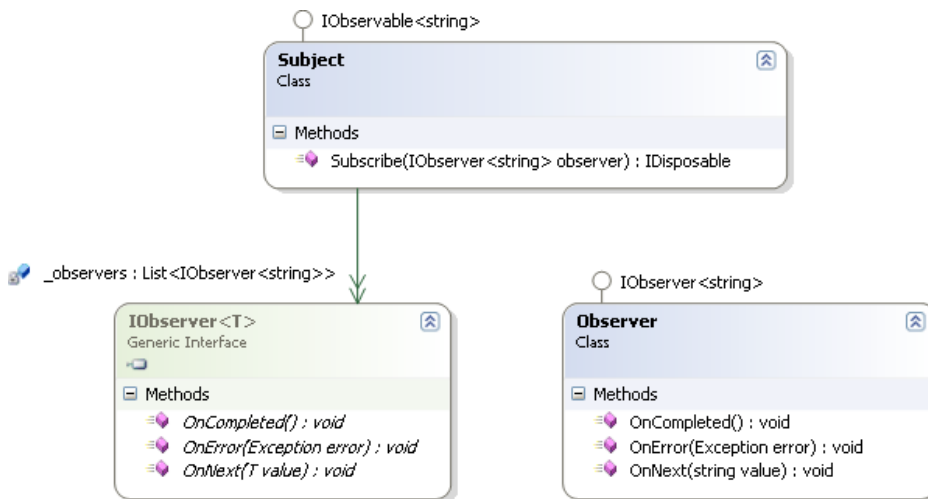 IObservable<string>
Subject
Class
Methods
Subscribe(IObserver<string> observer) : IDisposable
_observers : List<IObserver<string>>
IObserver<T>
Generic Interface
Methods
OnCompleted() : void
OnError(Exception error) : void
OnNext(T value) : void
IObserver<string>
Observer
Class
Methods
OnCompleted() : void
OnError(Exception error) : void
OnNext(string value) : void